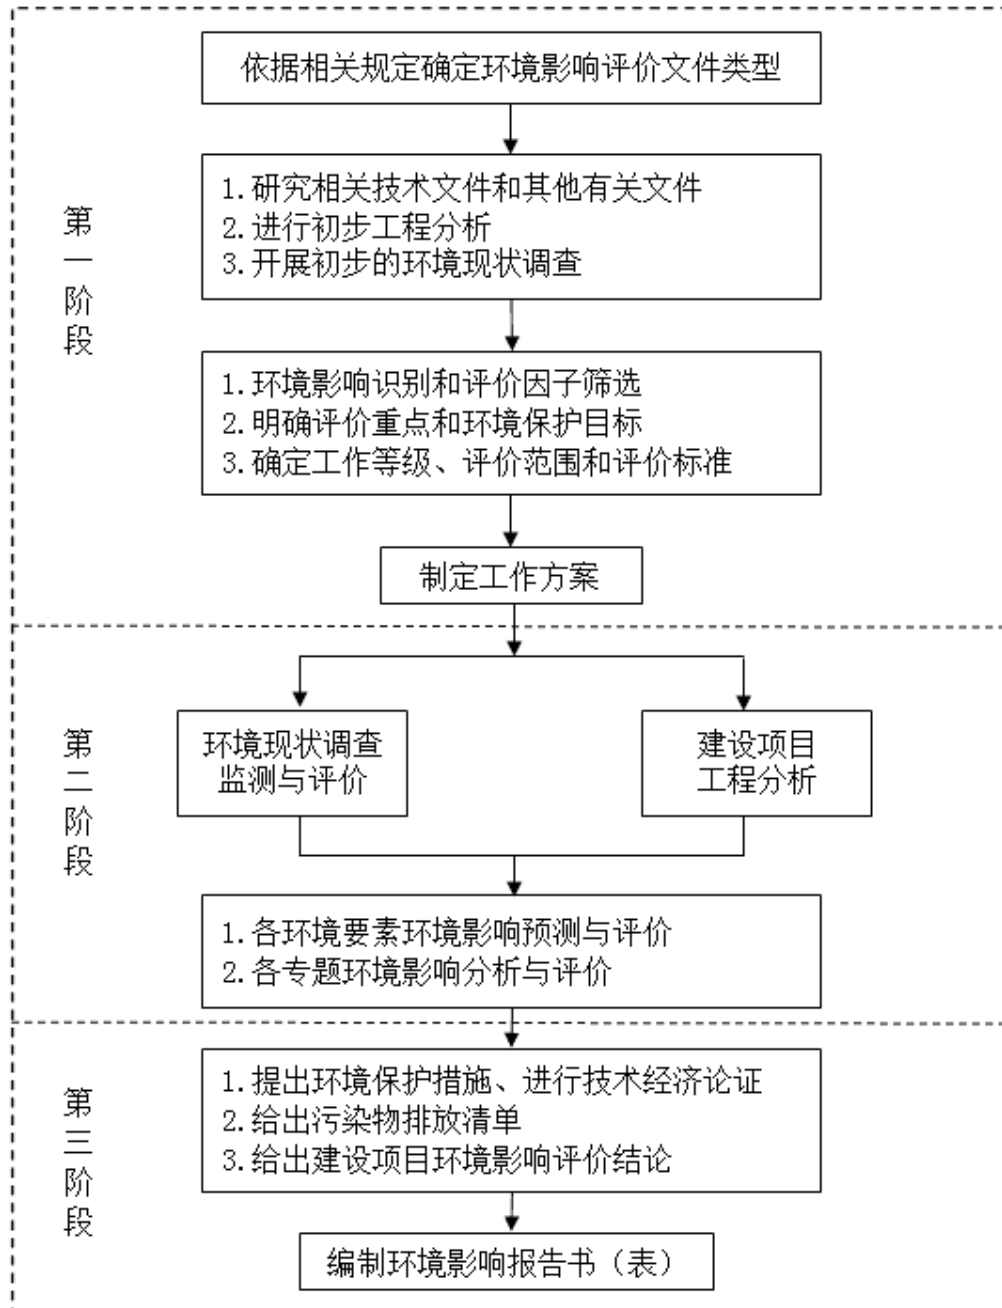 依据相关规定确定环境影响评价文件类型
第一阶段
1.研究相关技术文件和其他有关文件
2.进行初步工程分析
3.开展初步的环境现状调查
1.环境影响识别和评价因子筛选
2.明确评价重点和环境保护目标
3.确定工作等级、评价范围和评价标准
制定工作方案
第二阶段
环境现状调查
监测与评价
建设项目
工程分析
1.各环境要素环境影响预测与评价
2.各专题环境影响分析与评价
第三阶段
1.提出环境保护措施、进行技术经济论证
2.给出污染物排放清单
3.给出建设项目环境影响评价结论
编制环境影响报告书（表）